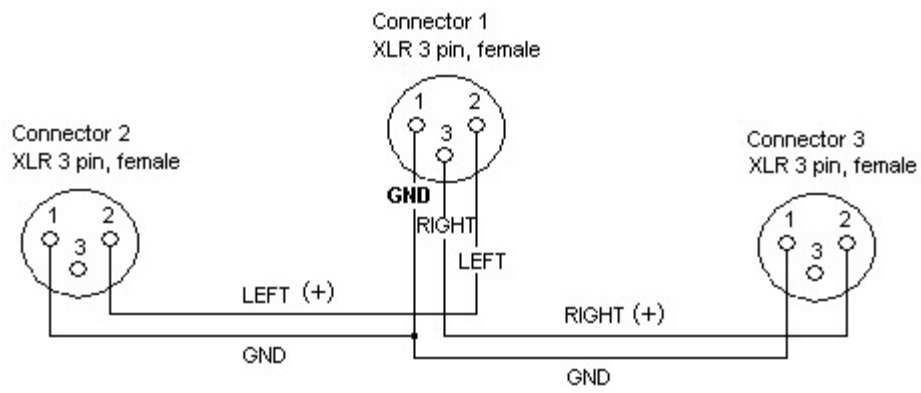 Connector 1
XLR 3 pin, female
1 2
3
Connector 2
XLR 3 pin, female
1 2
3
Connector 3
XLR 3 pin, female
1 2
3
GND
RIGHT
LEFT
LEFT (+)
RIGHT (+)
GND
GND